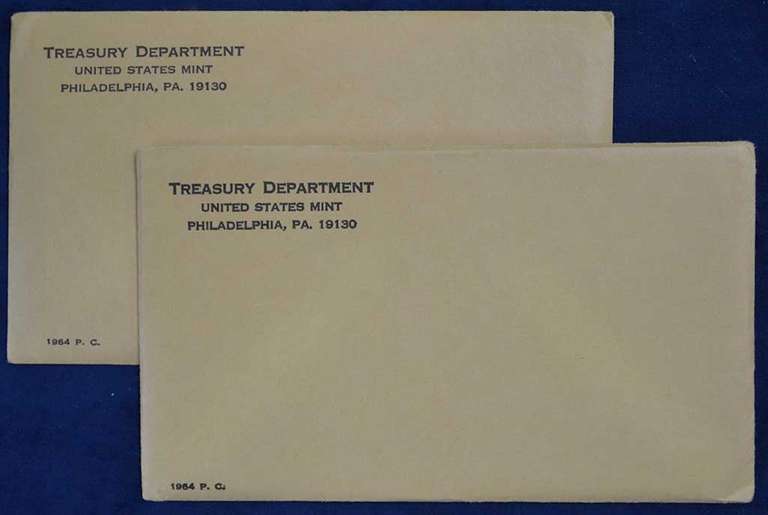 TREASURY DEPARTMENT
UNITED STATES MINT
PHILADELPHIA, PA. 19130
1964 P. C.
TREASURY DEPARTMENT
UNITED STATES MINT
PHILADELPHIA, PA. 19130
1964 P. C.